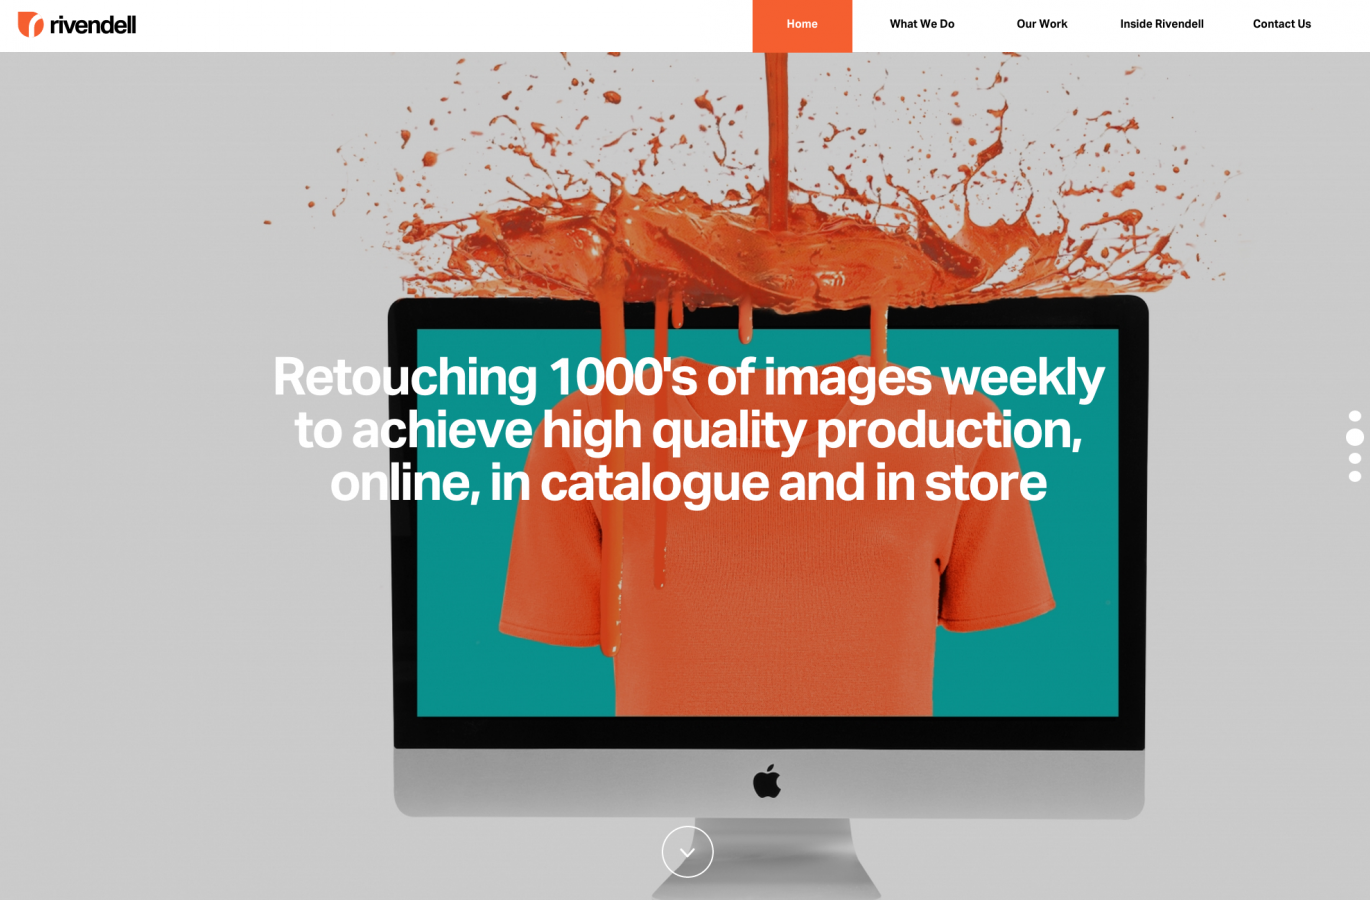 rivendell
Home
What We Do
Our Work
Inside Rivendell
Contact Us
Retouching 1000's of images weekly
to achieve high quality production,
online, in catalogue and in store